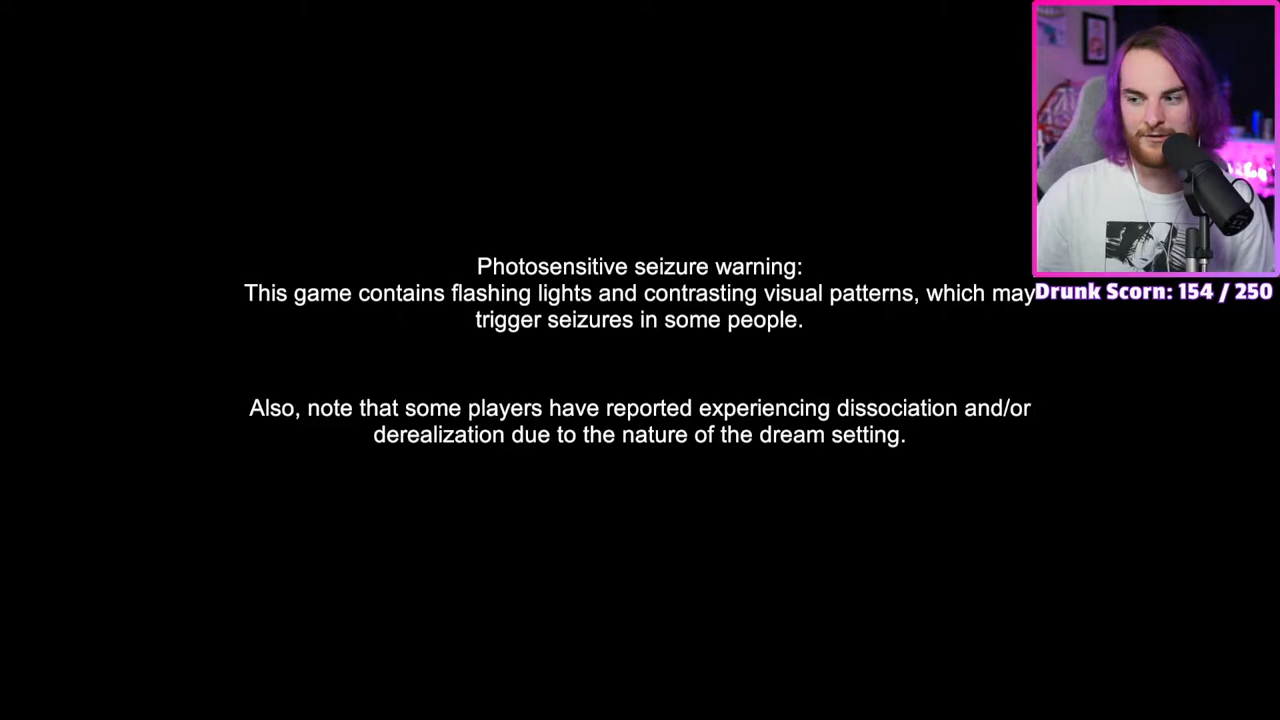 Photosensitive seizure warning:
This game contains flashing lights and contrasting visual patterns, which may
trigger seizures in some people.
Also, note that some players have reported experiencing dissociation and/or
derealization due to the nature of the dream setting.
Drunk Scorn: 154 / 250